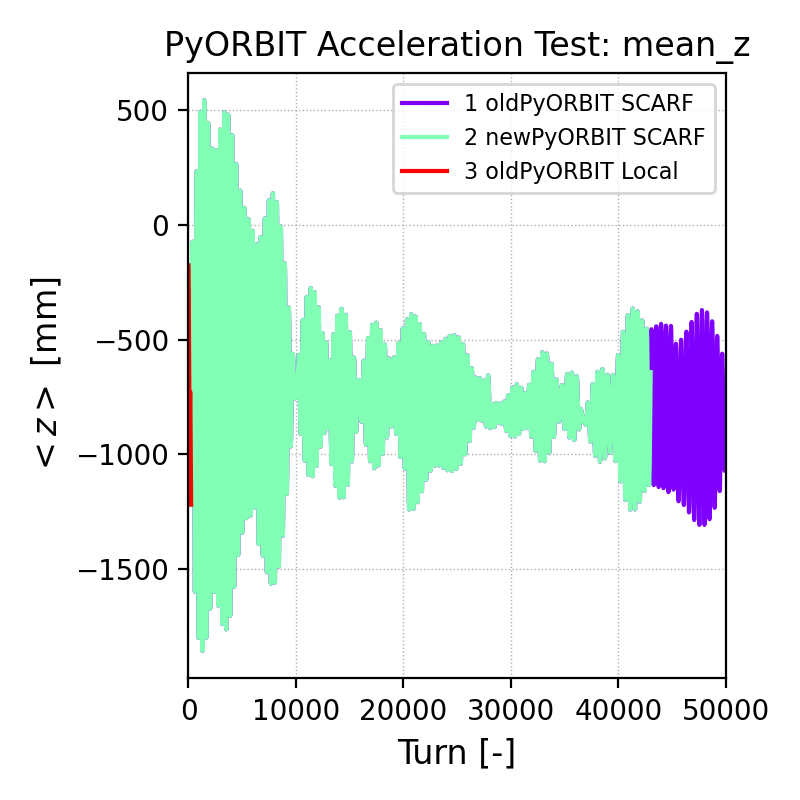 PyORBIT Acceleration Test: mean_z
1 oldPyORBIT SCARF
2 newPyORBIT SCARF
3 oldPyORBIT Local
500
0
−500
−1000
−1500
< z > [mm]
0 10000 20000 30000 40000 50000
Turn [-]